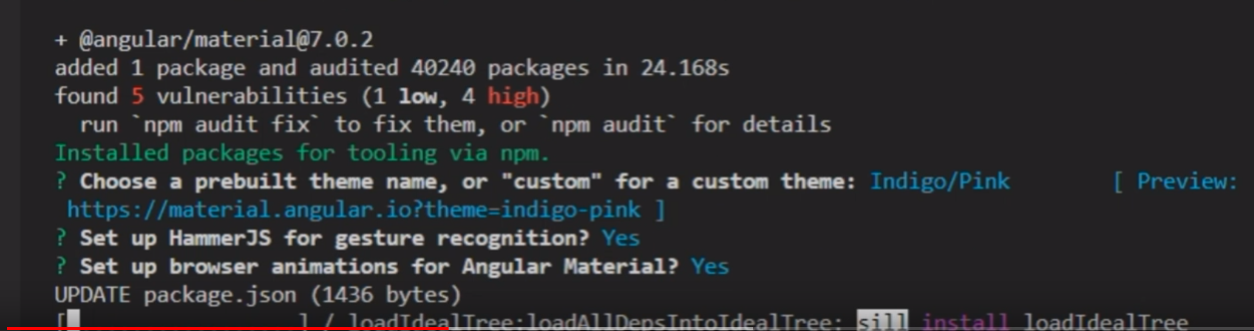 + @angular/material@7.0.2
added 1 package and audited 40240 packages in 24.168s
found 5 vulnerabilities (1 low, 4 high)
  run `npm audit fix` to fix them, or `npm audit` for details
Installed packages for tooling via npm.
? Choose a prebuilt theme name, or "custom" for a custom theme: Indigo/Pink        [ Preview:
 https://material.angular.io?theme=indigo-pink ]
? Set up HammerJS for gesture recognition? Yes
? Set up browser animations for Angular Material? Yes
UPDATE package.json (1436 bytes)
[                  ] / loadIdealTree:loadAllDepsIntoIdealTree: sill install loadIdealTree